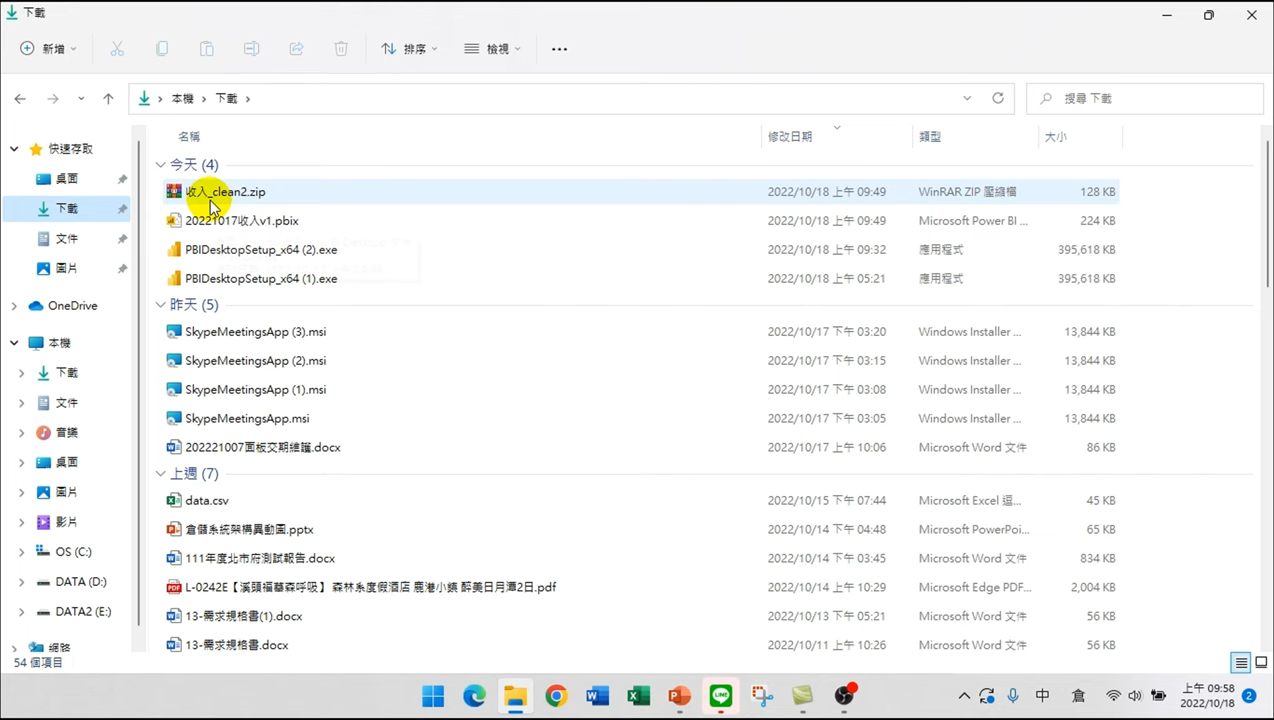 下載
新增
排序
檢視
本機 > 下載 >
搜尋 下載
快速存取
桌面
下載
文件
圖片
OneDrive
本機
下載
文件
音樂
桌面
圖片
影片
OS (C:)
DATA (D:)
DATA2 (E:)
網路
名稱 修改日期 類型 大小
今天 (4)
收入_clean2.zip 2022/10/18 上午 09:49 WinRAR ZIP 壓縮檔 128 KB
20221017收入v1.pbix 2022/10/18 上午 09:49 Microsoft Power BI ... 224 KB
PBIDesktopSetup_x64 (2).exe 2022/10/18 上午 09:32 應用程式 395,618 KB
PBIDesktopSetup_x64 (1).exe 2022/10/18 上午 05:21 應用程式 395,618 KB
昨天 (5)
SkypeMeetingsApp (3).msi 2022/10/17 下午 03:20 Windows Installer ... 13,844 KB
SkypeMeetingsApp (2).msi 2022/10/17 下午 03:15 Windows Installer ... 13,844 KB
SkypeMeetingsApp (1).msi 2022/10/17 下午 03:08 Windows Installer ... 13,844 KB
SkypeMeetingsApp.msi 2022/10/17 下午 03:05 Windows Installer ... 13,844 KB
202221007面板交期維護.docx 2022/10/17 上午 10:06 Microsoft Word 文件 86 KB
上週 (7)
data.csv 2022/10/15 下午 07:44 Microsoft Excel 逗... 45 KB
倉儲系統架構異動圖.pptx 2022/10/14 下午 04:48 Microsoft PowerPoi... 65 KB
111年度北市府測試報告.docx 2022/10/14 下午 03:45 Microsoft Word 文件 834 KB
L-0242E【溪頭福華森呼吸】 森林系度假酒店 鹿港小鎮 醉美日月潭2日.pdf 2022/10/14 上午 10:29 Microsoft Edge PDF... 2,004 KB
13-需求規格書(1).docx 2022/10/13 下午 05:21 Microsoft Word 文件 56 KB
13-需求規格書.docx 2022/10/11 上午 10:26 Microsoft Word 文件 56 KB
54 個項目
中
倉
上午 09:58
2022/10/18
2